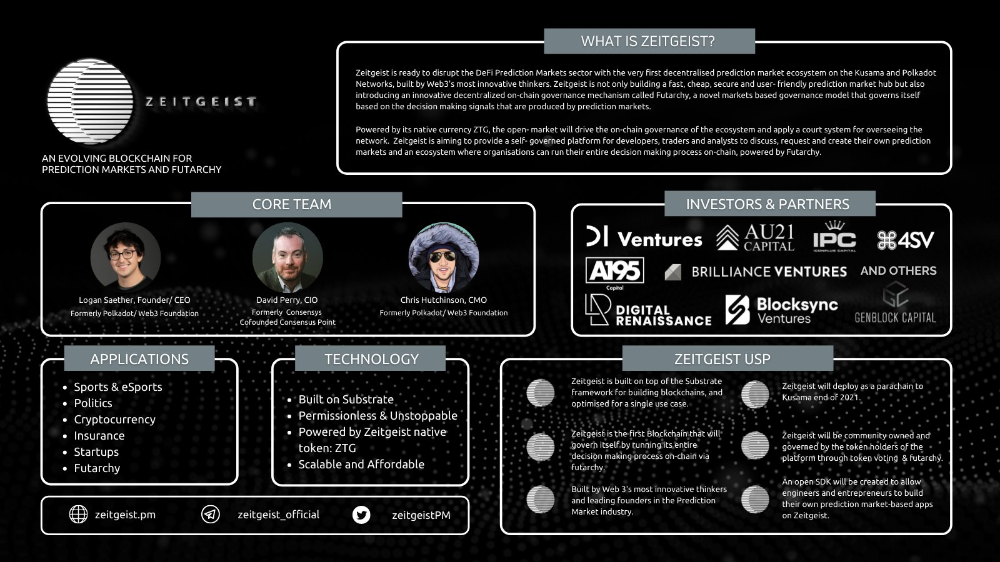 ZEITGEIST
AN EVOLVING BLOCKCHAIN FOR
PREDICTION MARKETS AND FUTARCHY
WHAT IS ZEITGEIST?
Zeitgeist is ready to disrupt the DeFi Prediction Markets sector with the very first decentralised prediction market ecosystem on the Kusama and Polkadot
Networks, built by Web3's most innovative thinkers. Zeitgeist is not only building a fast, cheap, secure and user- friendly prediction market hub but also
introducing an innovative decentralized on-chain governance mechanism called Futarchy, a novel markets based governance model that governs itself
based on the decision making signals that are produced by prediction markets.
Powered by its native currency ZTG, the open- market will drive the on-chain governance of the ecosystem and apply a court system for overseeing the
network. Zeitgeist is aiming to provide a self- governed platform for developers, traders and analysts to discuss, request and create their own prediction
markets and an ecosystem where organisations can run their entire decision making process on-chain, powered by Futarchy.
CORE TEAM
Logan Saether, Founder/ CEO
Formerly Polkadot/ Web3 Foundation
David Perry, CIO
Formerly Consensys
Cofounded Consensus Point
Chris Hutchinson, CMO
Formerly Polkadot/ Web3 Foundation
INVESTORS & PARTNERS
DI Ventures
AU21
CAPITAL
IPC
ICONPLUS CAPITAL
4SV
A195
Capital
BRILLIANCE VENTURES
AND OTHERS
DIGITAL
RENAISSANCE
Blocksync
Ventures
GENBLOCK CAPITAL
APPLICATIONS
• Sports & eSports
• Politics
• Cryptocurrency
• Insurance
• Startups
• Futarchy
TECHNOLOGY
• Built on Substrate
• Permissionless & Unstoppable
• Powered by Zeitgeist native
token: ZTG
• Scalable and Affordable
ZEITGEIST USP
Zeitgeist is built on top of the Substrate
framework for building blockchains, and
optimised for a single use case.
Zeitgeist will deploy as a parachain to
Kusama end of 2021.
Zeitgeist is the first Blockchain that will
govern itself by running its entire
decision making process on-chain via
futarchy.
Zeitgeist will be community owned and
governed by the token holders of the
platform through token voting & futarchy.
Built by Web 3's most innovative thinkers
and leading founders in the Prediction
Market industry.
An open SDK will be created to allow
engineers and entrepreneurs to build
their own prediction market-based apps
on Zeitgeist.
zeitgeist.pm
zeitgeist_official
zeitgeistPM